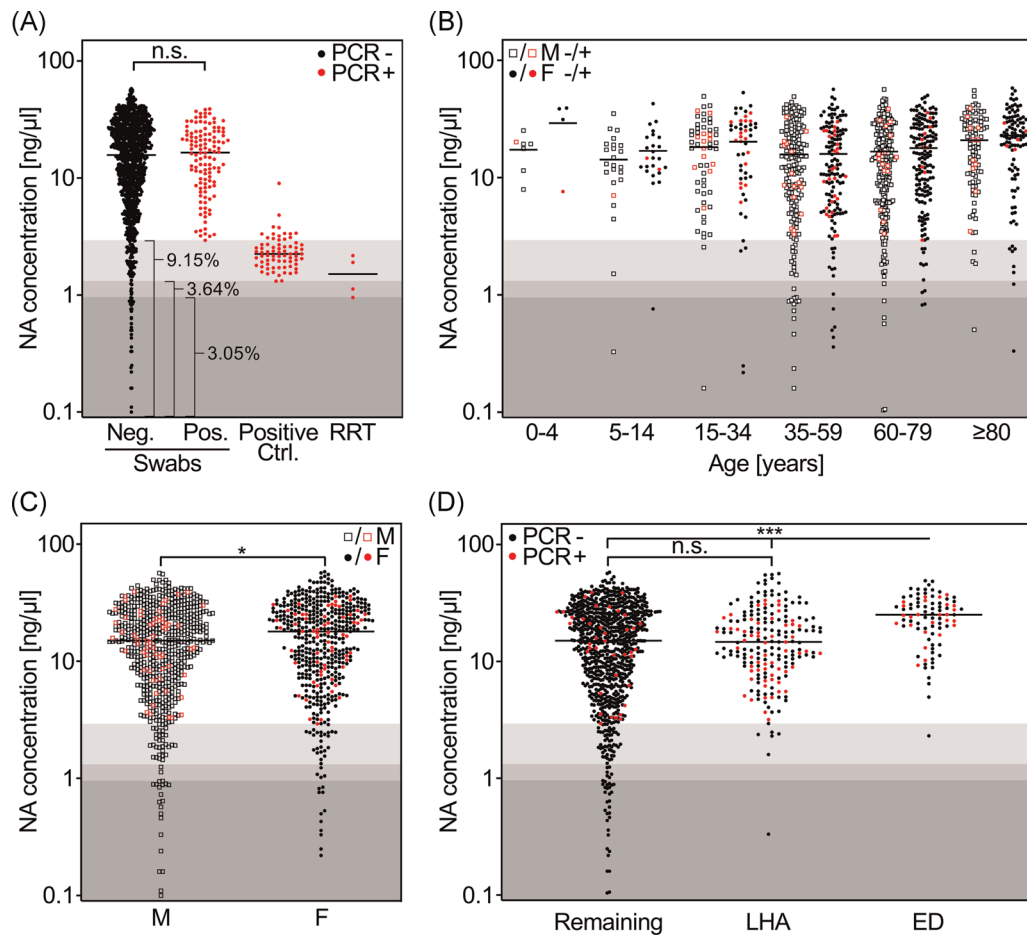 (A)
n.s.
PCR -
PCR +
NA concentration [ng/µl]
100
10
1
0.1
9.15%
3.64%
3.05%
Neg. Pos. Positive Ctrl. RRT
Swabs
(B)
/ M -/+
/ F -/+
NA concentration [ng/µl]
100
10
1
0.1
0-4 5-14 15-34 35-59 60-79 ≥80
Age [years]
(C)
/ M
/ F
*
NA concentration [ng/µl]
100
10
1
0.1
M F
(D)
PCR -
PCR +
***
n.s.
NA concentration [ng/µl]
100
10
1
0.1
Remaining LHA ED